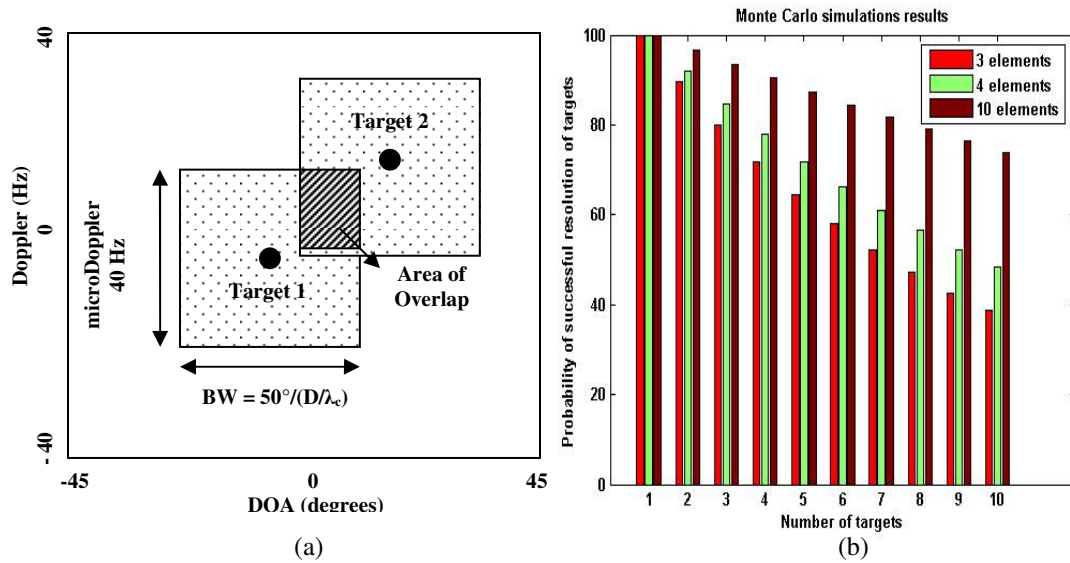 40
Doppler (Hz)
0
- 40
Target 2
microDoppler
40 Hz
Target 1
Area of
Overlap
BW = 50°/(D/λc)
-45
0
45
DOA (degrees)
(a)
Monte Carlo simulations results
Probability of successful resolution of targets
100
80
60
40
20
0
3 elements
4 elements
10 elements
1 2 3 4 5 6 7 8 9 10
Number of targets
(b)